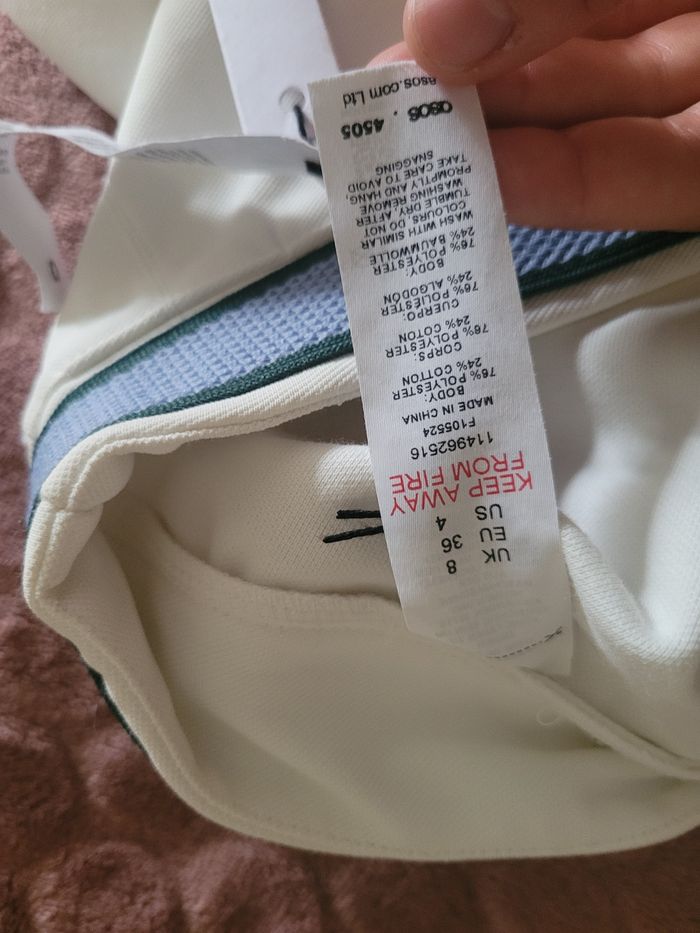 UK 8
EU 36
US 4
KEEP AWAY
FROM FIRE
114962516
F105524
MADE IN CHINA
BODY:
76% POLYESTER
24% COTTON
CORPS:
76% POLYESTER
24% COTON
CUERPO:
76% POLIESTER
24% ALGODÓN
BODY:
76% POLYESTER
24% BAUMWOLLE
WASH WITH SIMILAR
COLOURS, DO NOT
TUMBLE DRY, AFTER
WASHING REMOVE
PROMPTLY AND HANG,
TAKE CARE TO AVOID
SNAGGING
asos · 4505
asos.com Ltd